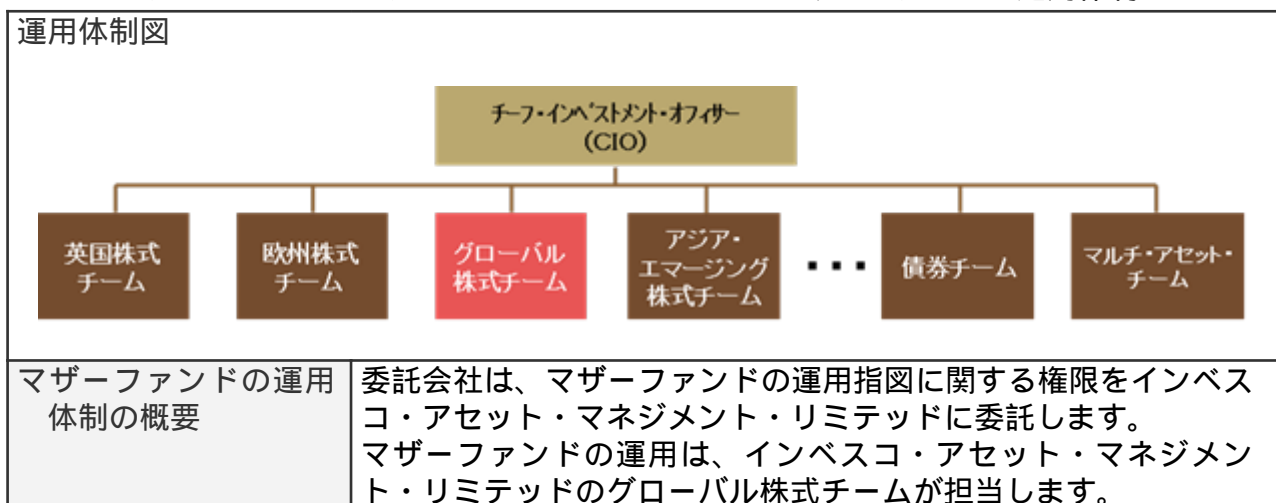 運用体制図
チーフ・インベストメント・オフィサー
(CIO)
英国株式
チーム
欧州株式
チーム
グローバル
株式チーム
アジア・
エマージング
株式チーム
・・・
債券チーム
マルチ・アセット・
チーム
マザーファンドの運用
体制の概要
委託会社は、マザーファンドの運用指図に関する権限をインベス
コ・アセット・マネジメント・リミテッドに委託します。
マザーファンドの運用は、インベスコ・アセット・マネジメン
ト・リミテッドのグローバル株式チームが担当します。